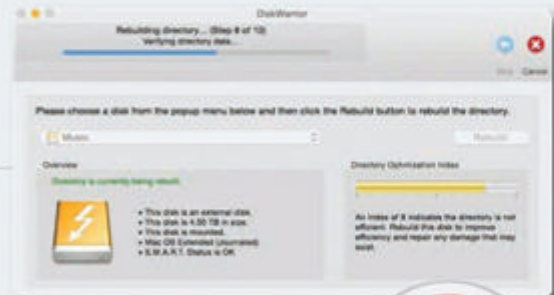 DiskWarrior
Rebuilding directory... (Step 9 of 10)
Verifying directory data...
Skip Cancel
Please choose a disk from the popup menu below and then click the Rebuild button to rebuild the directory.
Music
Rebuild
Overview
Directory is currently being rebuilt.
• This disk is an external disk.
• This disk is 4.00 TB in size.
• This disk is mounted.
• Mac OS Extended (Journaled)
• S.M.A.R.T. Status is OK
Directory Optimization Index
An index of 8 indicates the directory is not
efficient. Rebuild this disk to improve
efficiency and repair any damage that may
exist.